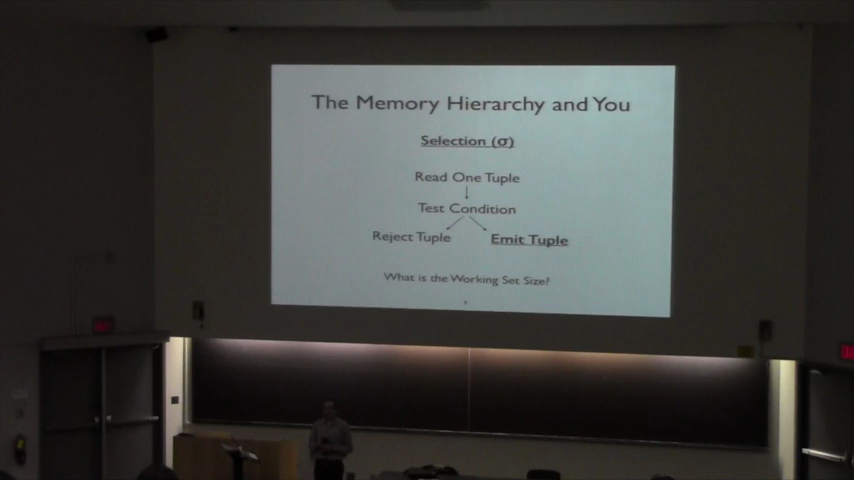 The Memory Hierarchy and You
Selection (σ)
Read One Tuple
Test Condition
Reject Tuple
Emit Tuple
What is the Working Set Size?